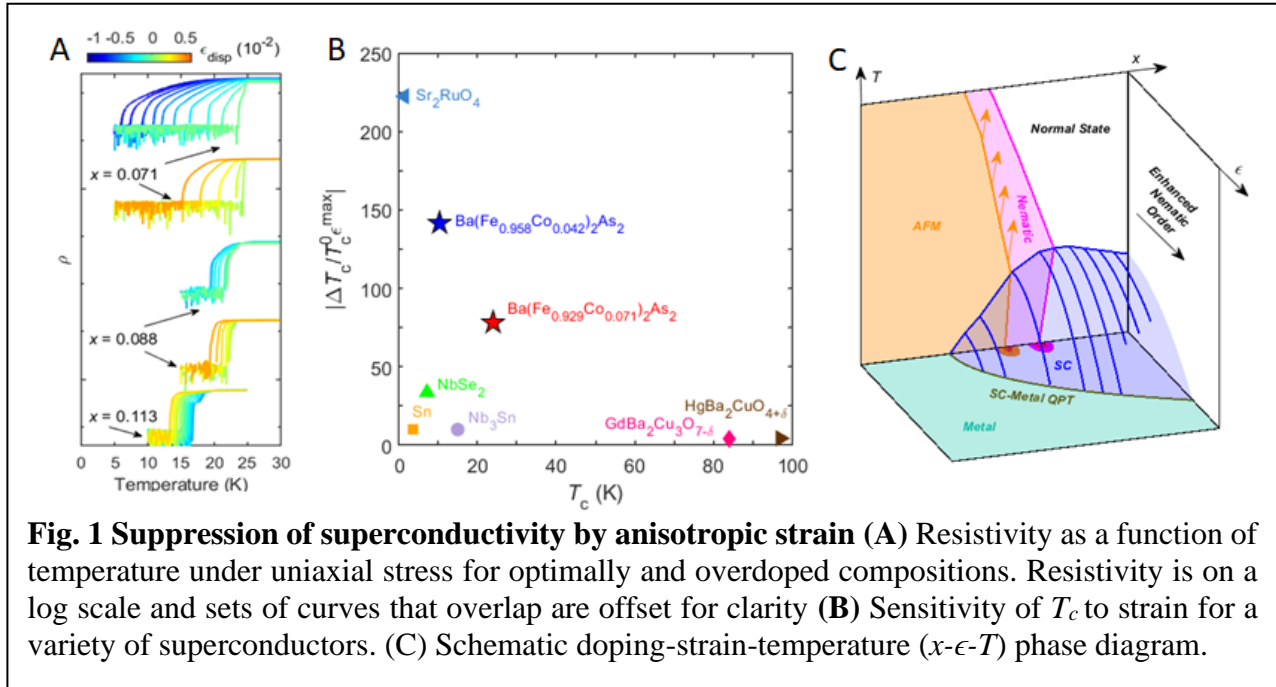 A
-1 -0.5 0 0.5 ϵdisp (10-2)
x = 0.071
x = 0.088
x = 0.113
ρ
0 5 10 15 20 25 30
Temperature (K)
B
250
200
150
100
50
0
|ΔTc/Tc0ϵmax|
Sr2RuO4
Ba(Fe0.958Co0.042)2As2
Ba(Fe0.929Co0.071)2As2
NbSe2
Sn
Nb3Sn
HgBa2CuO4+δ
GdBa2Cu3O7-δ
0 20 40 60 80 100
Tc (K)
C
T
x
ϵ
Normal State
Enhanced
Nematic
Order
AFM
Nematic
SC
SC-Metal QPT
Metal
Fig. 1 Suppression of superconductivity by anisotropic strain (A) Resistivity as a function of
temperature under uniaxial stress for optimally and overdoped compositions. Resistivity is on a
log scale and sets of curves that overlap are offset for clarity (B) Sensitivity of Tc to strain for a
variety of superconductors. (C) Schematic doping-strain-temperature (x-ϵ-T) phase diagram.